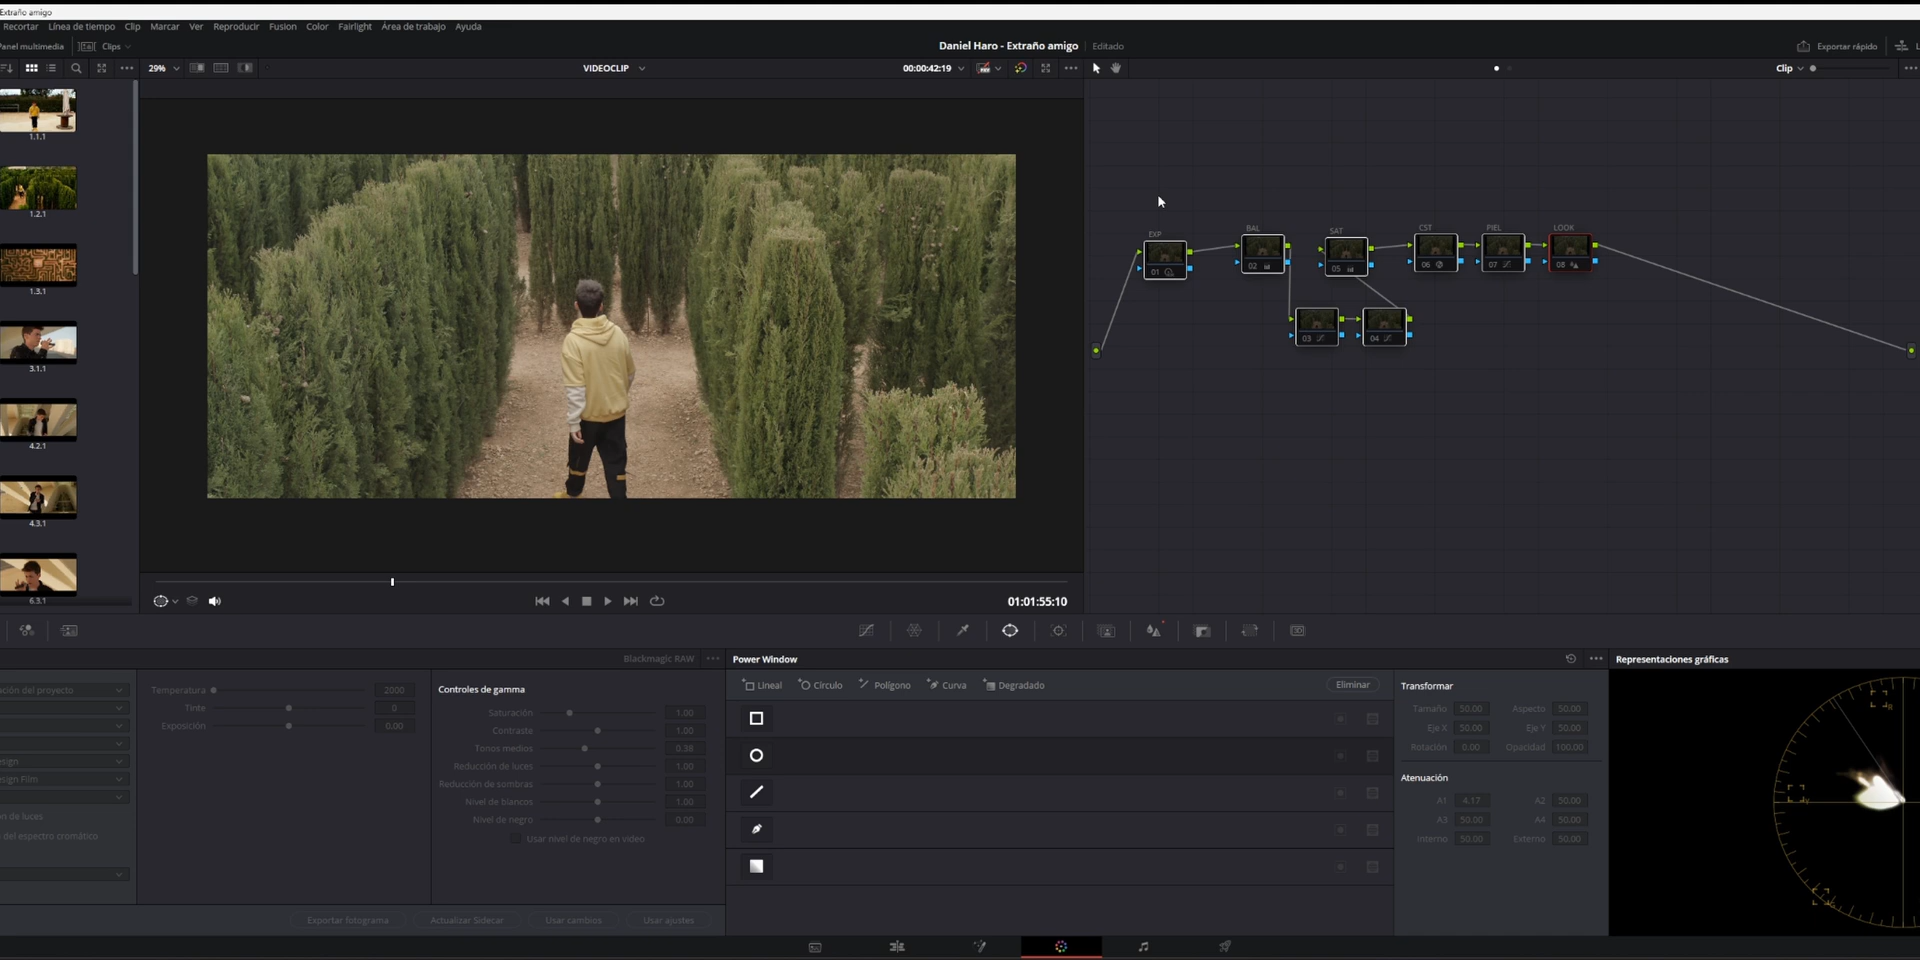 Extraño amigo
Recortar Línea de tiempo Clip Marcar Ver Reproducir Fusion Color Fairlight Área de trabajo Ayuda
Panel multimedia Clips Daniel Haro - Extraño amigo Editado Exportar rápido
29% VIDEOCLIP 00:00:42:19 Clip
1.1.1
1.2.1
1.3.1
3.1.1
4.2.1
4.3.1
6.3.1
EXP BAL SAT CST PIEL LOOK
01 02 05 06 07 08
03 04
01:01:55:10
Blackmagic RAW Power Window Representaciones gráficas
ción del proyecto
sign
esign Film
n de luces
del espectro cromático
Temperatura 2000
Tinte 0
Exposición 0.00
Controles de gamma
Saturación 1.00
Contraste 1.00
Tonos medios 0.38
Reducción de luces 1.00
Reducción de sombras 1.00
Nivel de blancos 1.00
Nivel de negro 0.00
Usar nivel de negro en video
Exportar fotograma Actualizar Sidecar Usar cambios Usar ajustes
Lineal Círculo Polígono Curva Degradado Eliminar
Transformar
Tamaño 50.00 Aspecto 50.00
Eje X 50.00 Eje Y 50.00
Rotación 0.00 Opacidad 100.00
Atenuación
A1 4.17 A2 50.00
A3 50.00 A4 50.00
Interno 50.00 Externo 50.00
R